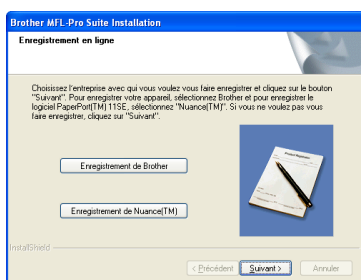 Brother MFL-Pro Suite Installation
Enregistrement en ligne
Choisissez l'entreprise avec qui vous voulez vous faire enregistrer et cliquez sur le bouton
"Suivant". Pour enregistrer votre appareil, sélectionnez Brother et pour enregistrer le
logiciel PaperPort(TM) 11SE, sélectionnez "Nuance(TM)". Si vous ne voulez pas vous
faire enregistrer, cliquez sur "Suivant".
Enregistrement de Brother
Enregistrement de Nuance(TM)
Product Registration
InstallShield
< Précédent
Suivant >
Annuler